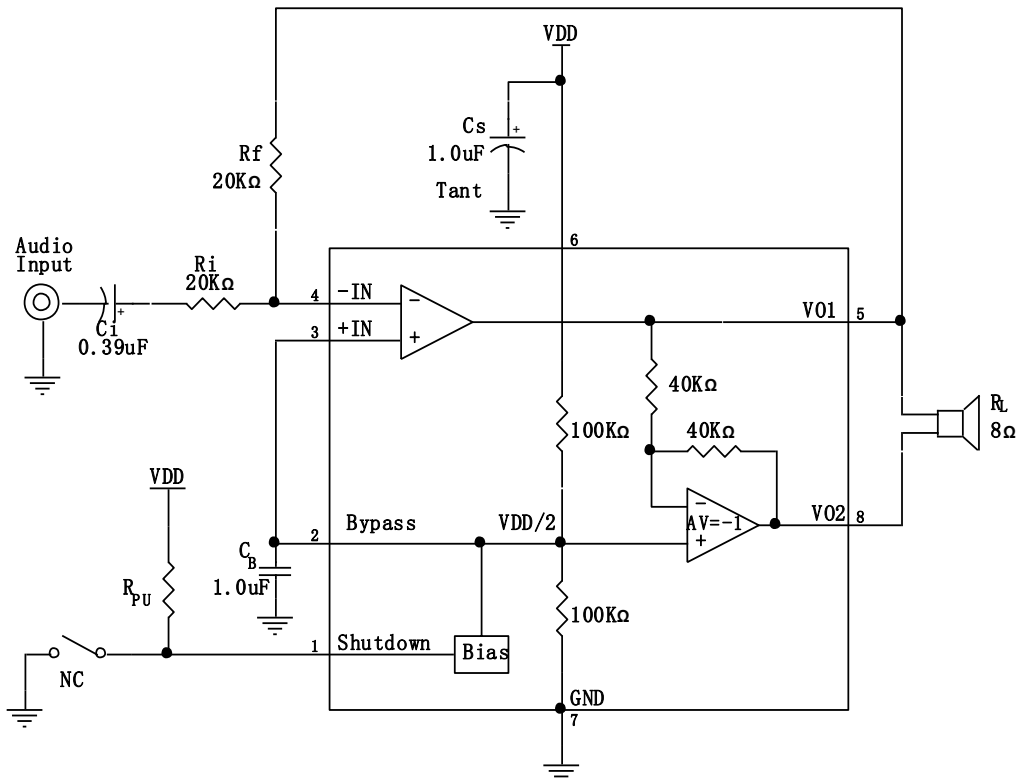 VDD
Cs
+
1.0uF
Tant
Rf
20KΩ
6
Audio
Input
Ri
20KΩ
+
Ci
0.39uF
4
-IN
3
+IN
−
+
VO1
5
40KΩ
40KΩ
100KΩ
RL
8Ω
VDD
Bypass
VDD/2
2
−
AV=-1
+
VO2
8
CB
1.0uF
RPU
100KΩ
1
Shutdown
Bias
NC
GND
7